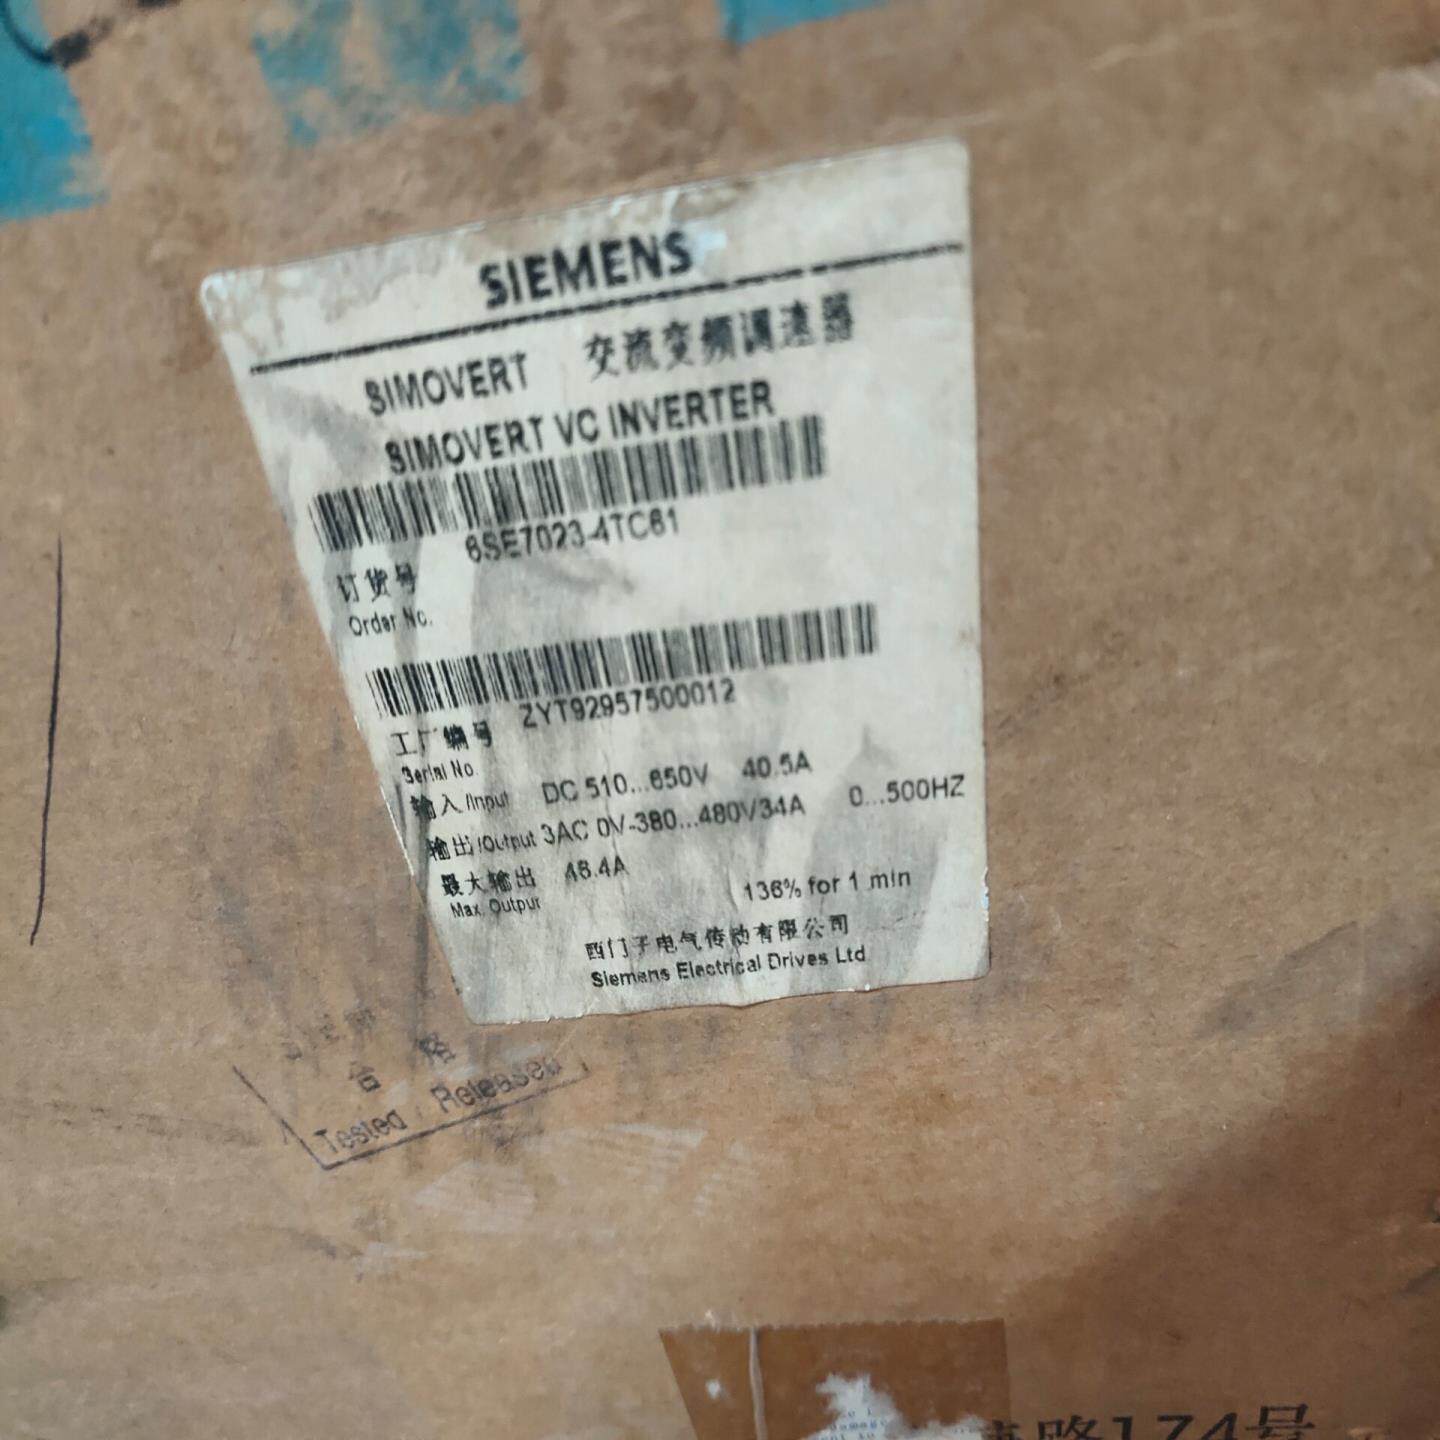 SIEMENS
SIMOVERT 交流变频调速器
SIMOVERT VC INVERTER
6SE7023-4TC61
订货号
Order No.
ZYT92957500012
工厂编号
Serial No.
输入/Input DC 510...650V 40.5A
输出/Output 3AC 0V-380...480V/34A 0...500HZ
最大输出 46.4A
Max. Output 136% for 1 min
西门子电气传动有限公司
Siemens Electrical Drives Ltd
合格
Tested Released
路174号